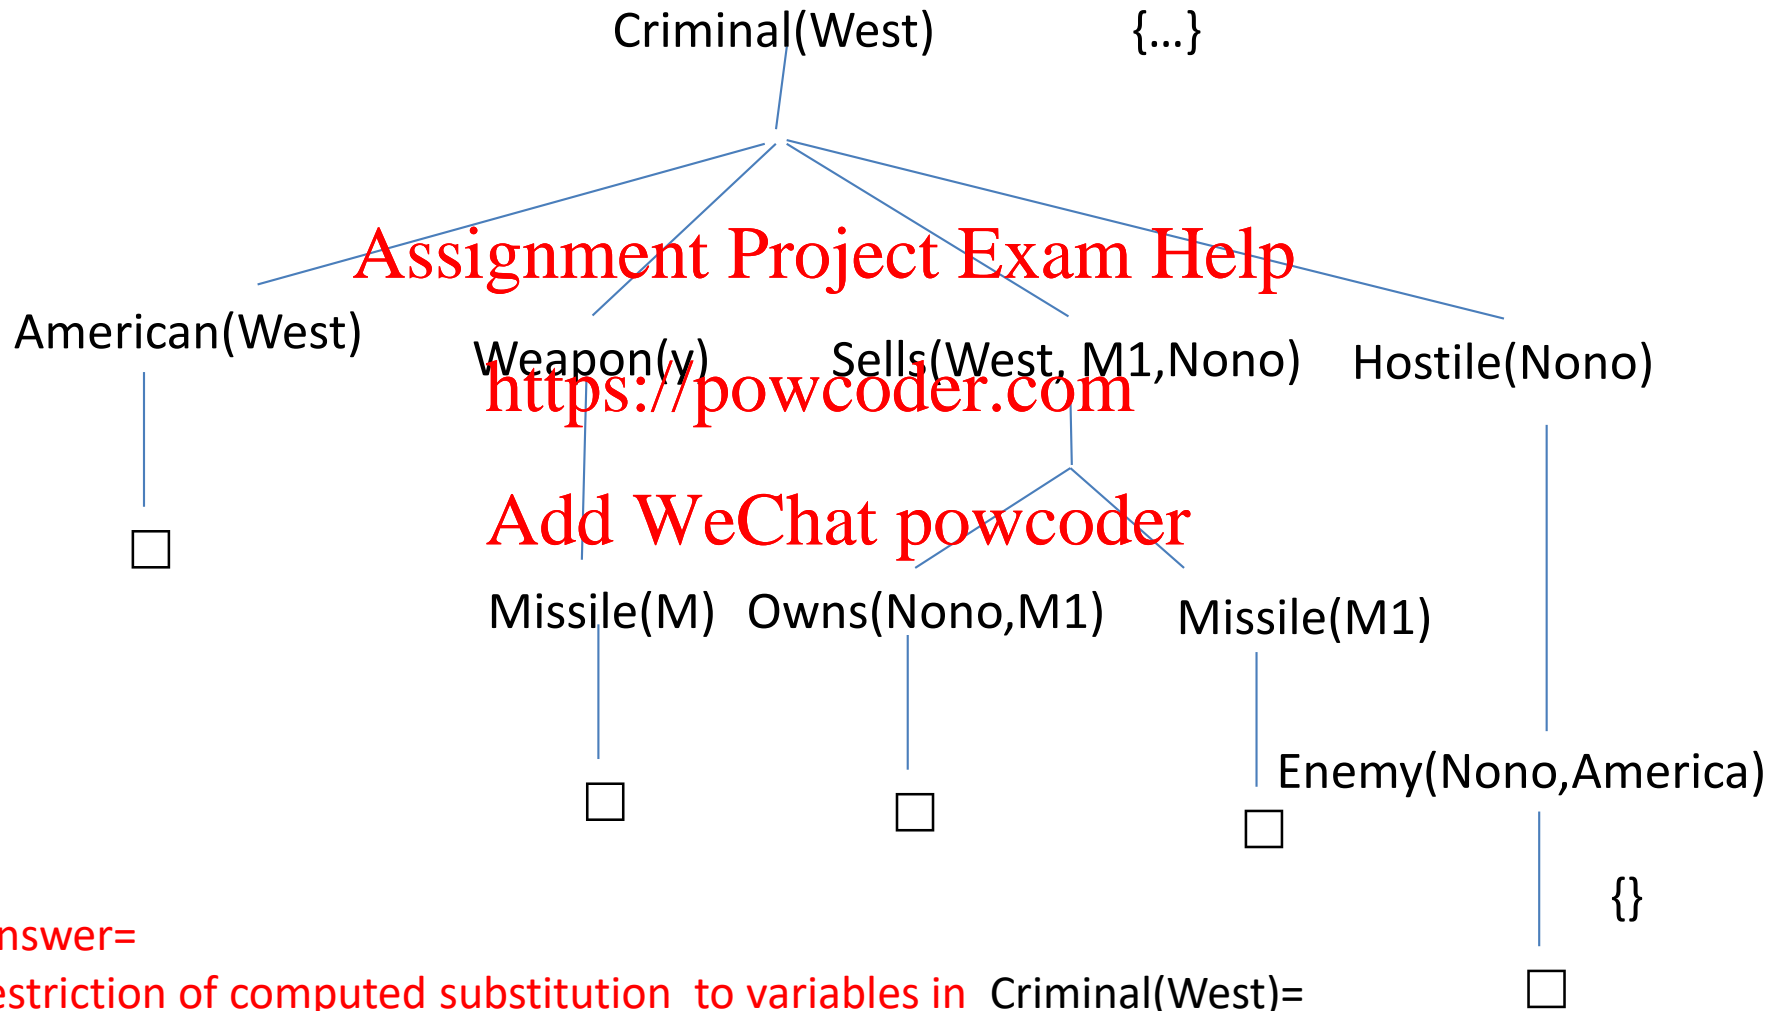 Criminal(West) {...}
Assignment Project Exam Help
American(West) Weapon(y) Sells(West, M1,Nono) Hostile(Nono)
https://powcoder.com
Add WeChat powcoder
Missile(M) Owns(Nono,M1) Missile(M1)
Enemy(Nono,America)
{}
nswer=
estriction of computed substitution to variables in Criminal(West)=